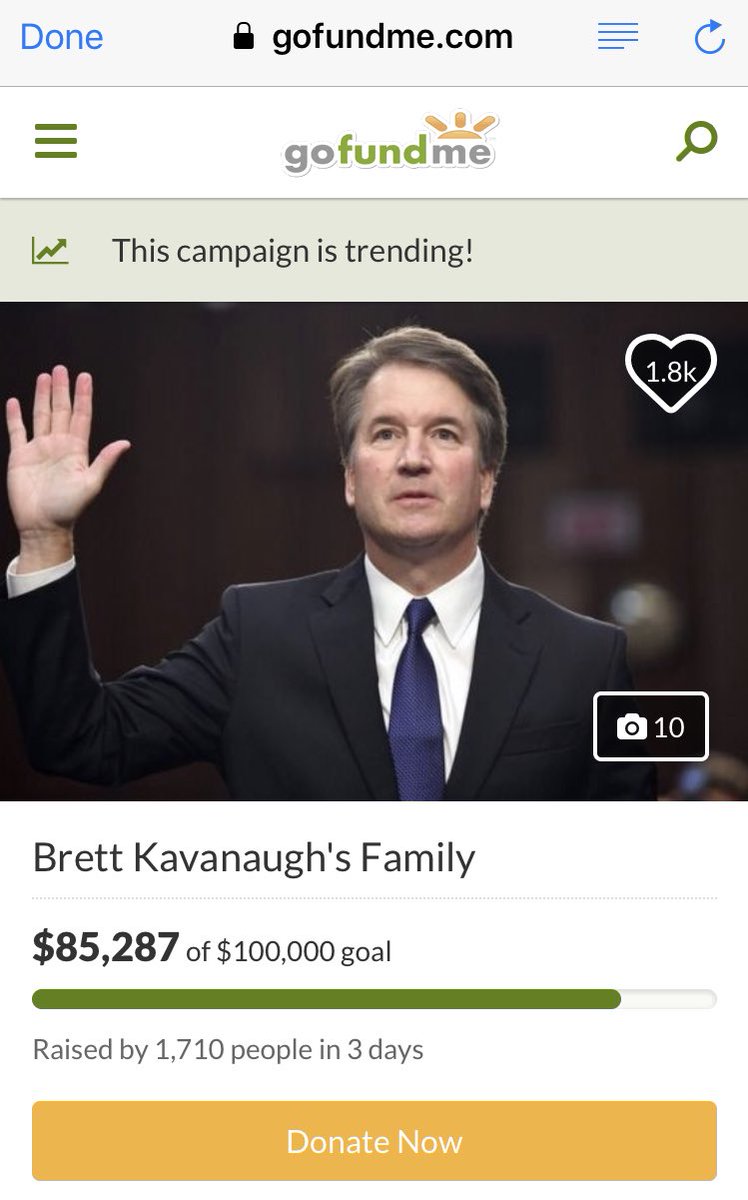 Done
gofundme.com
gofundme
This campaign is trending!
1.8k
10
Brett Kavanaugh's Family
$85,287 of $100,000 goal
Raised by 1,710 people in 3 days
Donate Now